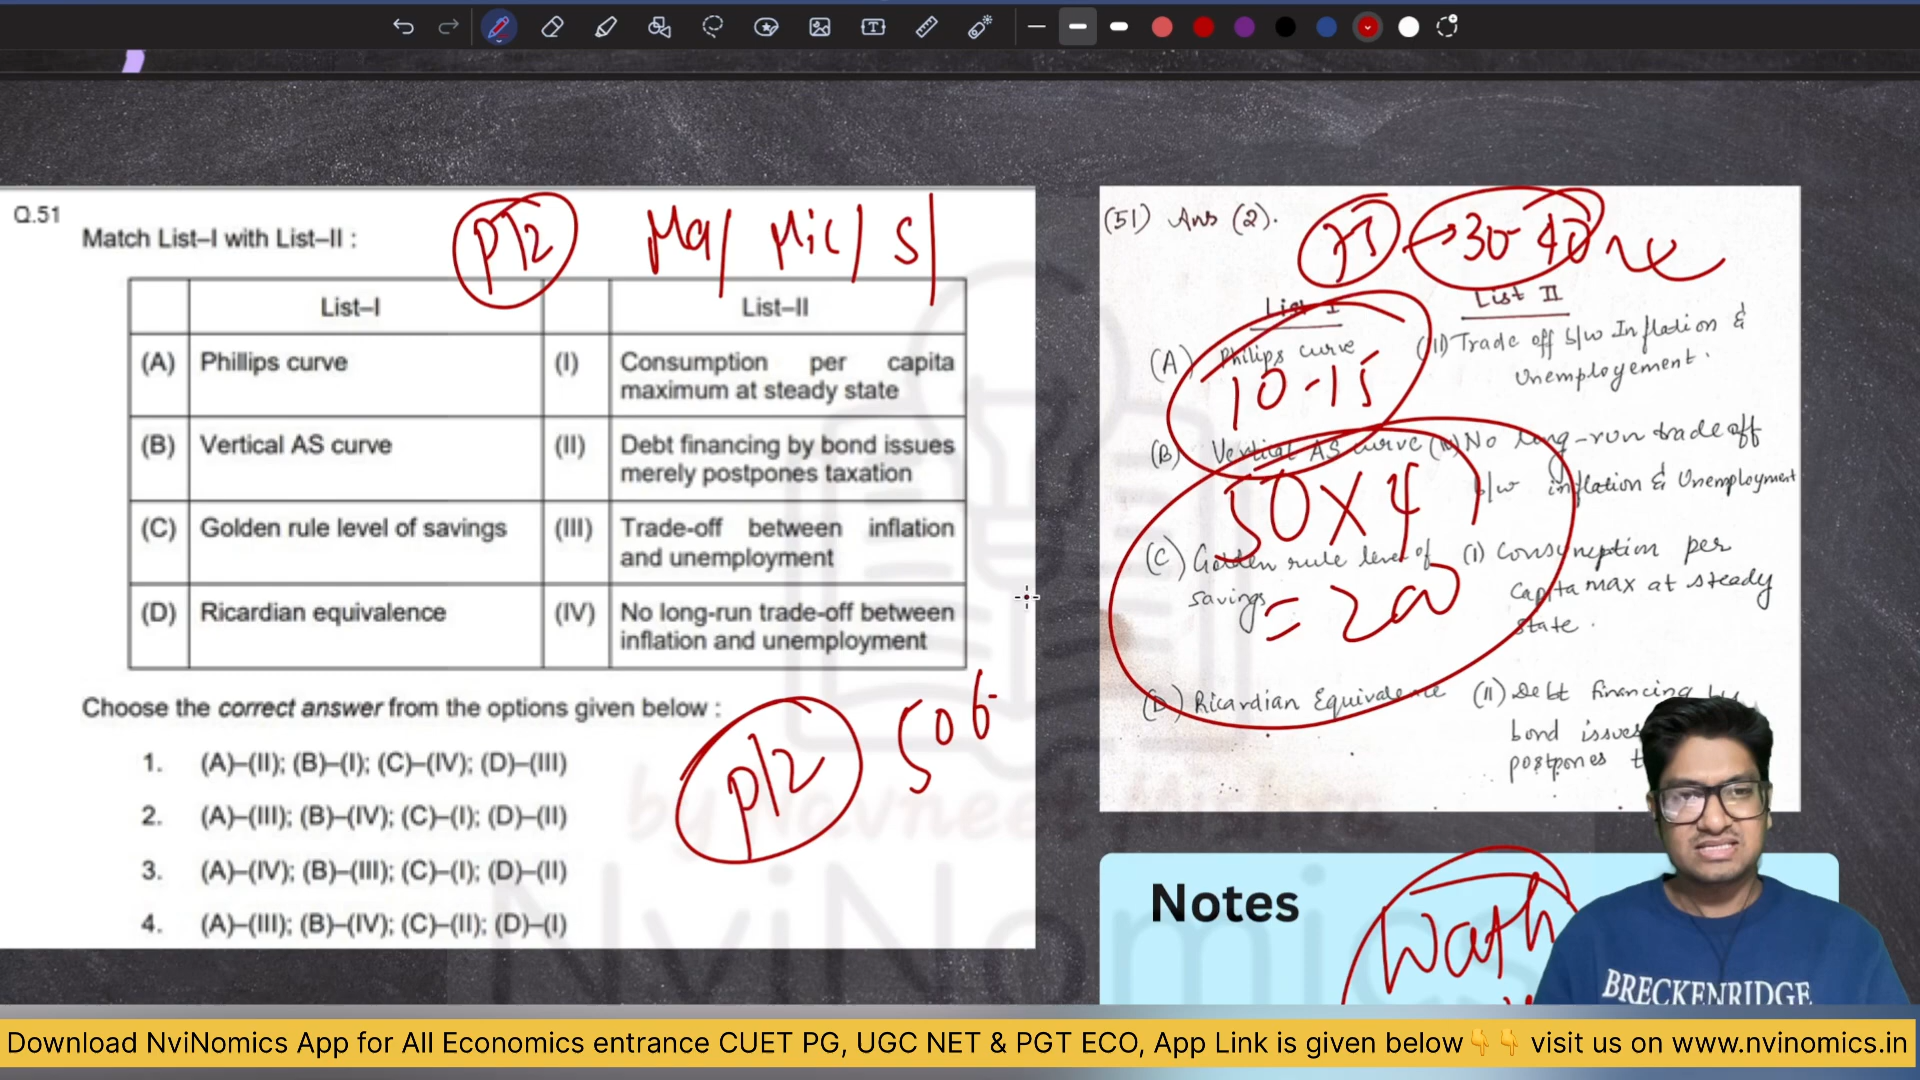 Q.51
Match List–I with List–II :
P/2 Ma/ Mic/ S/
List–I List–II
(A) Phillips curve (I) Consumption per capita
maximum at steady state
(B) Vertical AS curve (II) Debt financing by bond issues
merely postpones taxation
(C) Golden rule level of savings (III) Trade-off between inflation
and unemployment
(D) Ricardian equivalence (IV) No long-run trade-off between
inflation and unemployment
Choose the correct answer from the options given below :
1. (A)–(II); (B)–(I); (C)–(IV); (D)–(III)
2. (A)–(III); (B)–(IV); (C)–(I); (D)–(II)
3. (A)–(IV); (B)–(III); (C)–(I); (D)–(II)
4. (A)–(III); (B)–(IV); (C)–(II); (D)–(I)
P/2
by Navneet Mishra
NviNomics
(51) Ans (2).
30-40
List I List II
(A) Philips curve (III) Trade off b/w Inflation &
Unemployement.
10-15
(B) Vertical AS curve (IV) No long-run trade off
b/w inflation & Unemployment
50 X 4
= 200
(C) Golden rule level of (I) Consumption per
savings Capita max at steady
state.
(D) Ricardian Equivalence (II) Debt financing by
bond issues
postpones
Notes
BRECKENRIDGE
Download NviNomics App for All Economics entrance CUET PG, UGC NET & PGT ECO, App Link is given below👇👇 visit us on www.nvinomics.in